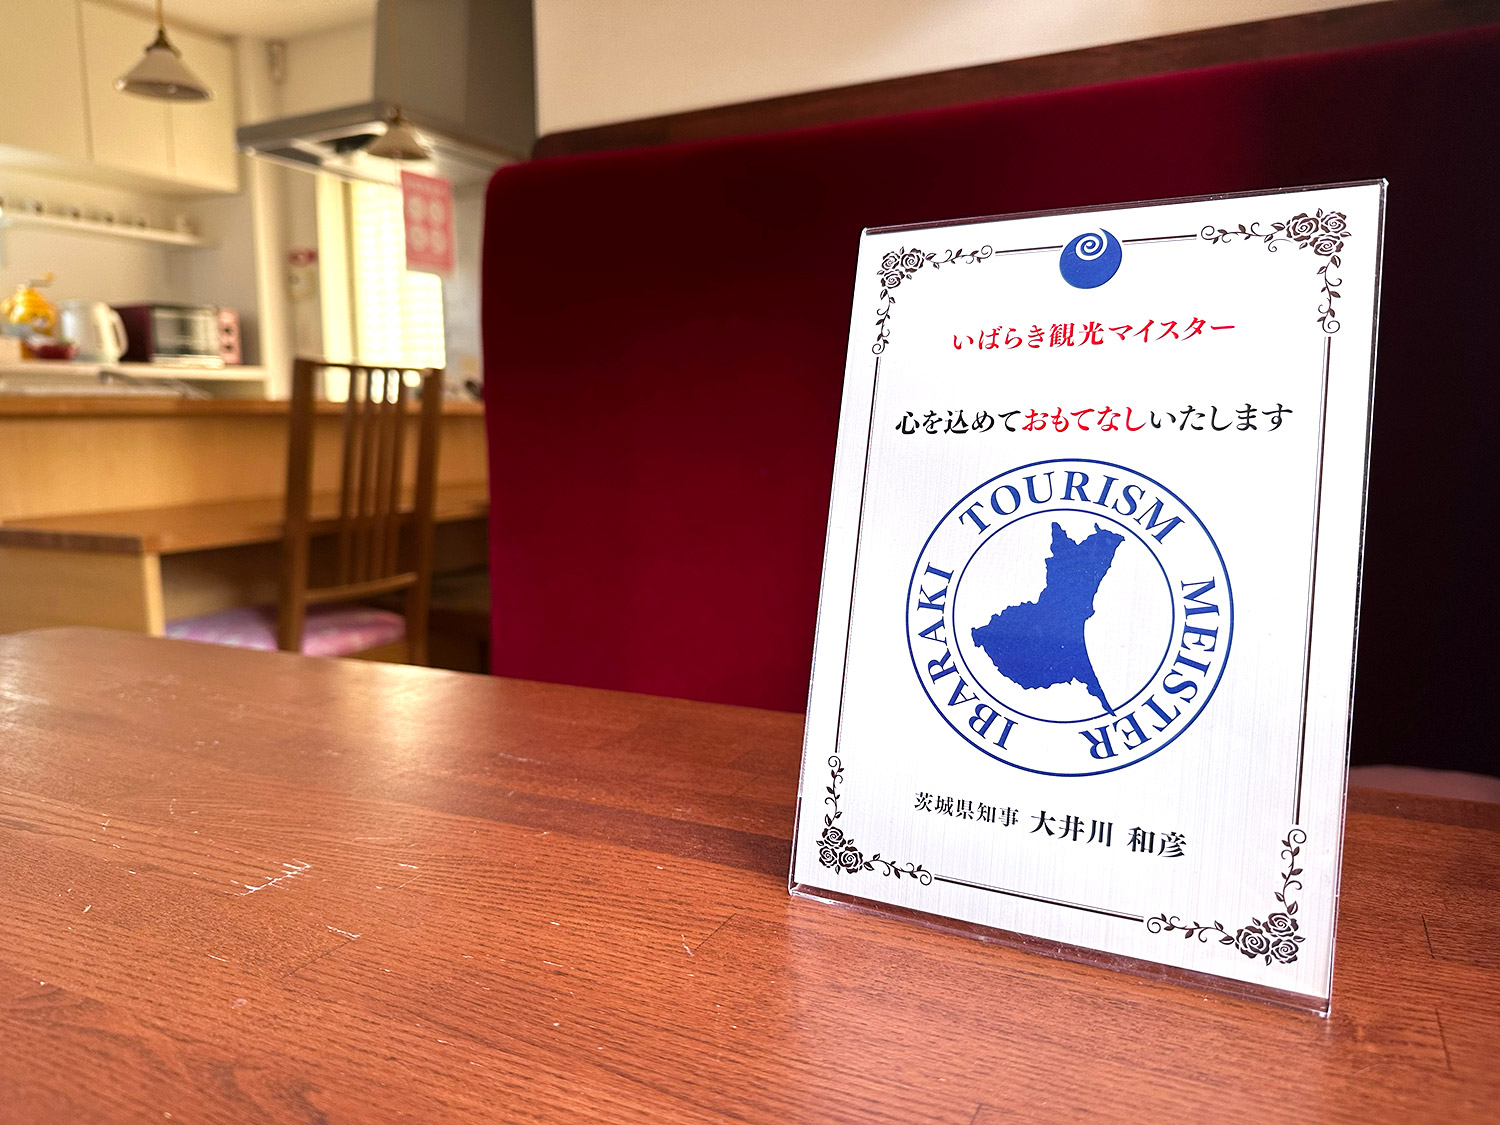 いばらき観光マイスター
心を込めておもてなしいたします
IBARAKI TOURISM MEISTER
茨城県知事 大井川 和彦